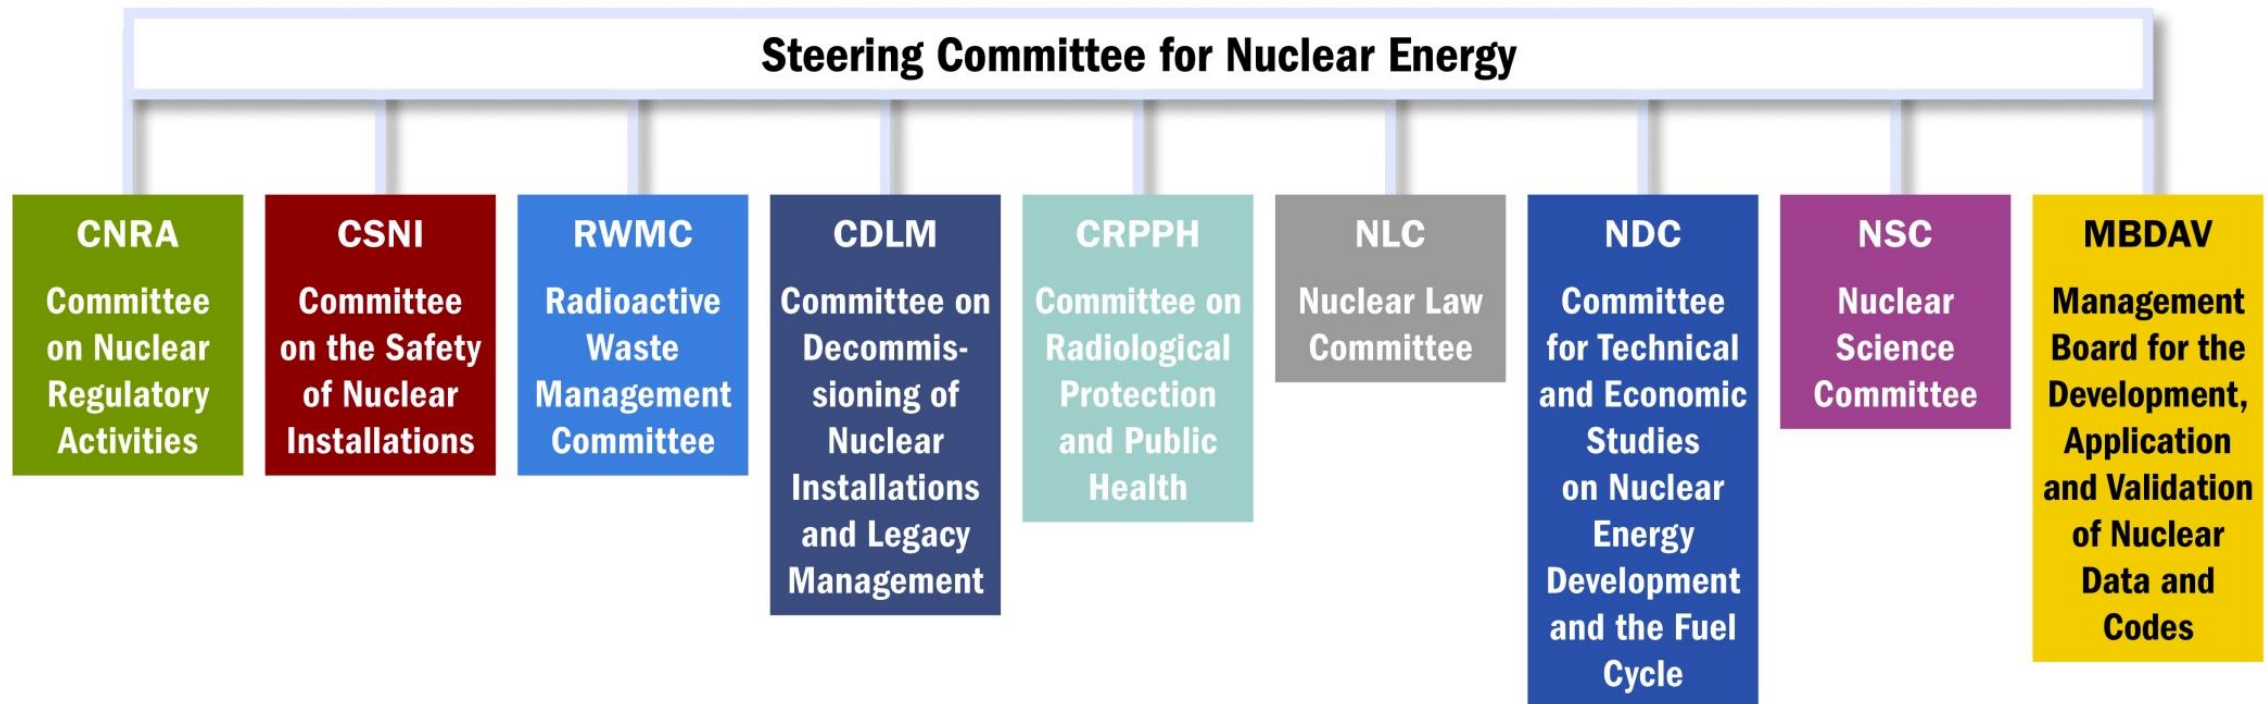 Steering Committee for Nuclear Energy
CNRA
Committee
on Nuclear
Regulatory
Activities
CSNI
Committee
on the Safety
of Nuclear
Installations
RWMC
Radioactive
Waste
Management
Committee
CDLM
Committee on
Decommis-
sioning of
Nuclear
Installations
and Legacy
Management
CRPPH
Committee on
Radiological
Protection
and Public
Health
NLC
Nuclear Law
Committee
NDC
Committee
for Technical
and Economic
Studies
on Nuclear
Energy
Development
and the Fuel
Cycle
NSC
Nuclear
Science
Committee
MBDAV
Management
Board for the
Development,
Application
and Validation
of Nuclear
Data and
Codes